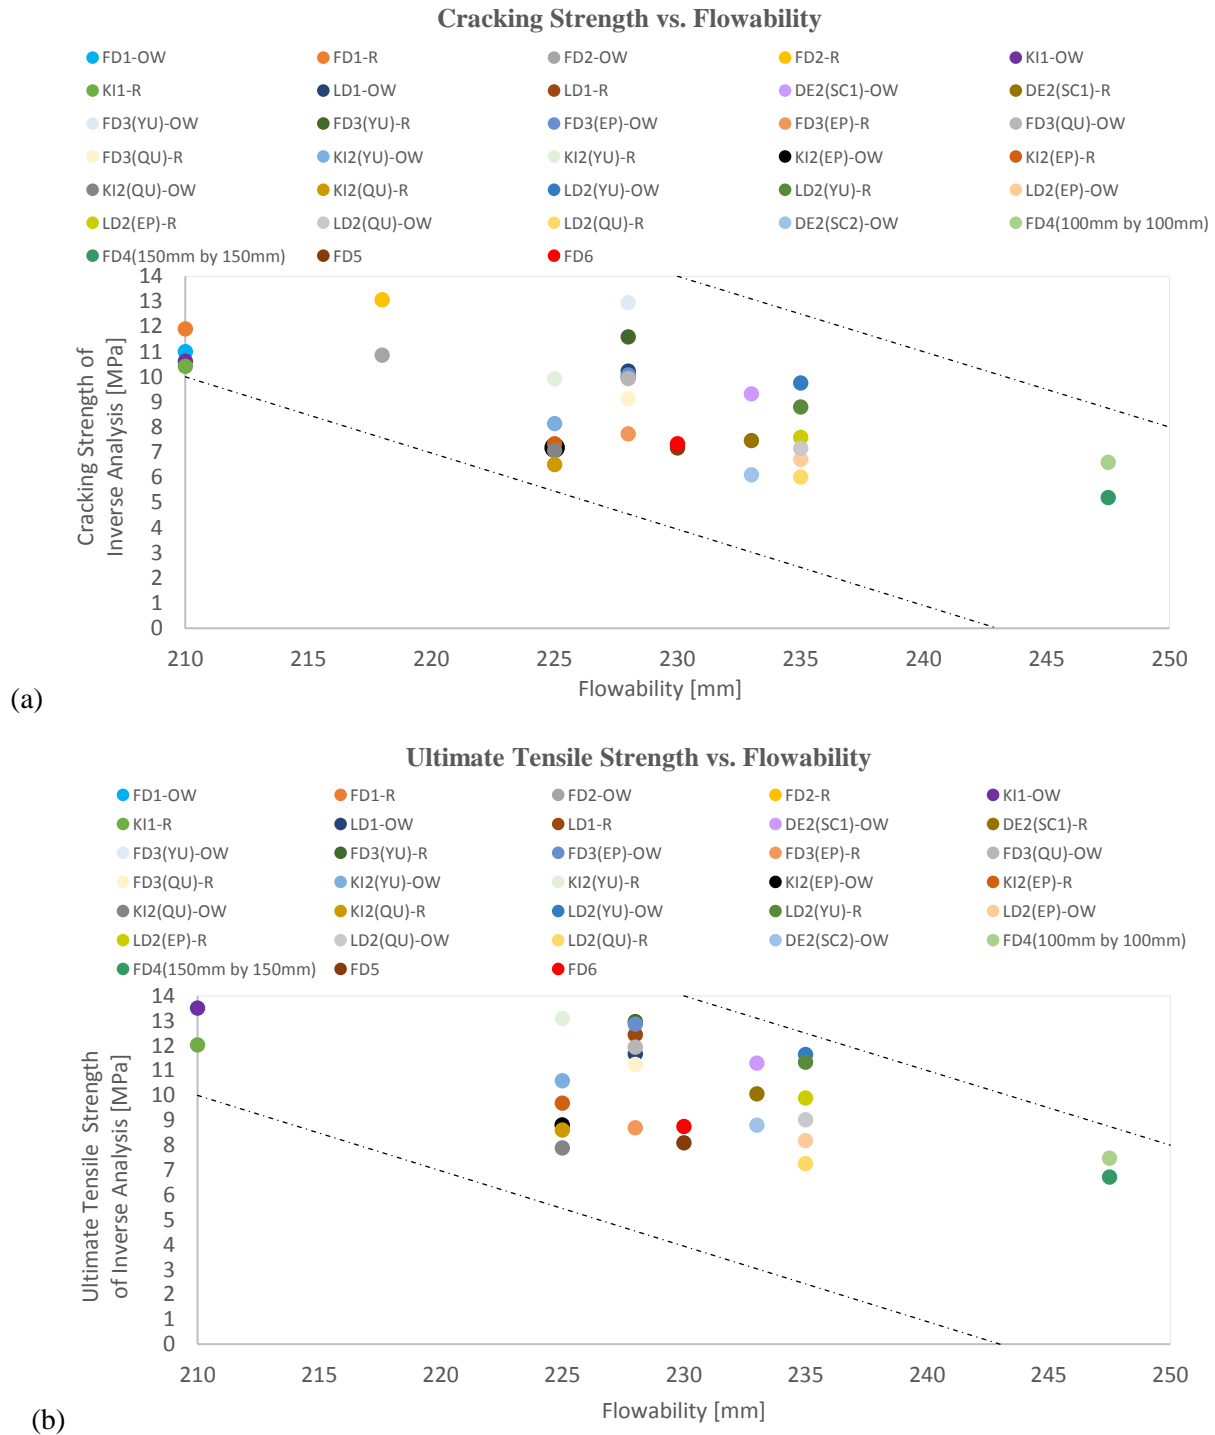 Cracking Strength vs. Flowability
FD1-OW FD1-R FD2-OW FD2-R KI1-OW
KI1-R LD1-OW LD1-R DE2(SC1)-OW DE2(SC1)-R
FD3(YU)-OW FD3(YU)-R FD3(EP)-OW FD3(EP)-R FD3(QU)-OW
FD3(QU)-R KI2(YU)-OW KI2(YU)-R KI2(EP)-OW KI2(EP)-R
KI2(QU)-OW KI2(QU)-R LD2(YU)-OW LD2(YU)-R LD2(EP)-OW
LD2(EP)-R LD2(QU)-OW LD2(QU)-R DE2(SC2)-OW FD4(100mm by 100mm)
FD4(150mm by 150mm) FD5 FD6
Cracking Strength of
Inverse Analysis [MPa]
14
13
12
11
10
9
8
7
6
5
4
3
2
1
0
210 215 220 225 230 235 240 245 250
Flowability [mm]
(a)
Ultimate Tensile Strength vs. Flowability
FD1-OW FD1-R FD2-OW FD2-R KI1-OW
KI1-R LD1-OW LD1-R DE2(SC1)-OW DE2(SC1)-R
FD3(YU)-OW FD3(YU)-R FD3(EP)-OW FD3(EP)-R FD3(QU)-OW
FD3(QU)-R KI2(YU)-OW KI2(YU)-R KI2(EP)-OW KI2(EP)-R
KI2(QU)-OW KI2(QU)-R LD2(YU)-OW LD2(YU)-R LD2(EP)-OW
LD2(EP)-R LD2(QU)-OW LD2(QU)-R DE2(SC2)-OW FD4(100mm by 100mm)
FD4(150mm by 150mm) FD5 FD6
Ultimate Tensile Strength
of Inverse Analysis [MPa]
14
13
12
11
10
9
8
7
6
5
4
3
2
1
0
210 215 220 225 230 235 240 245 250
Flowability [mm]
(b)